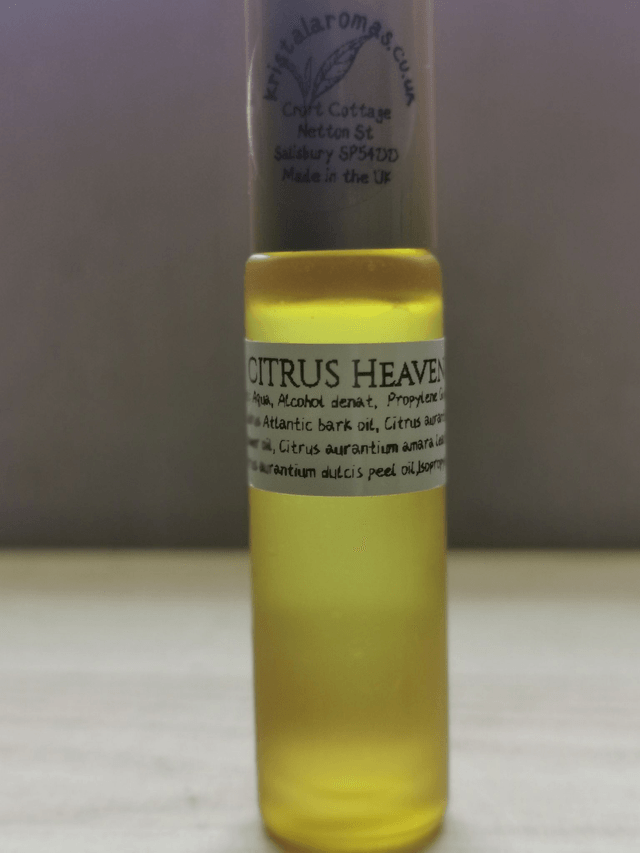 kristalaromas.co.uk
Croft Cottage
Netton St
Salisbury SP54DD
Made in the UK
CITRUS HEAVEN
Aqua, Alcohol denat, Propylene
Atlantic bark oil, Citrus
oil, Citrus aurantium amara
aurantium dulcis peel oil,